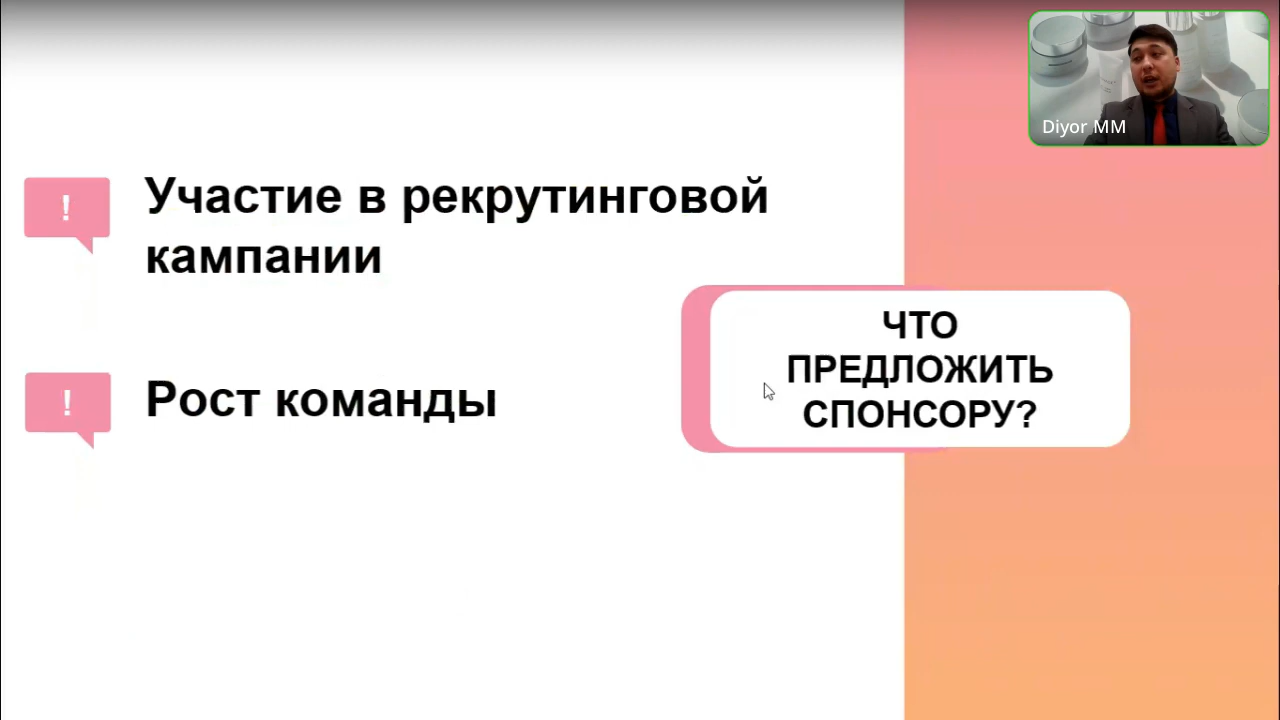 Diyor MM
!
Участие в рекрутинговой
кампании
ЧТО
ПРЕДЛОЖИТЬ
СПОНСОРУ?
!
Рост команды